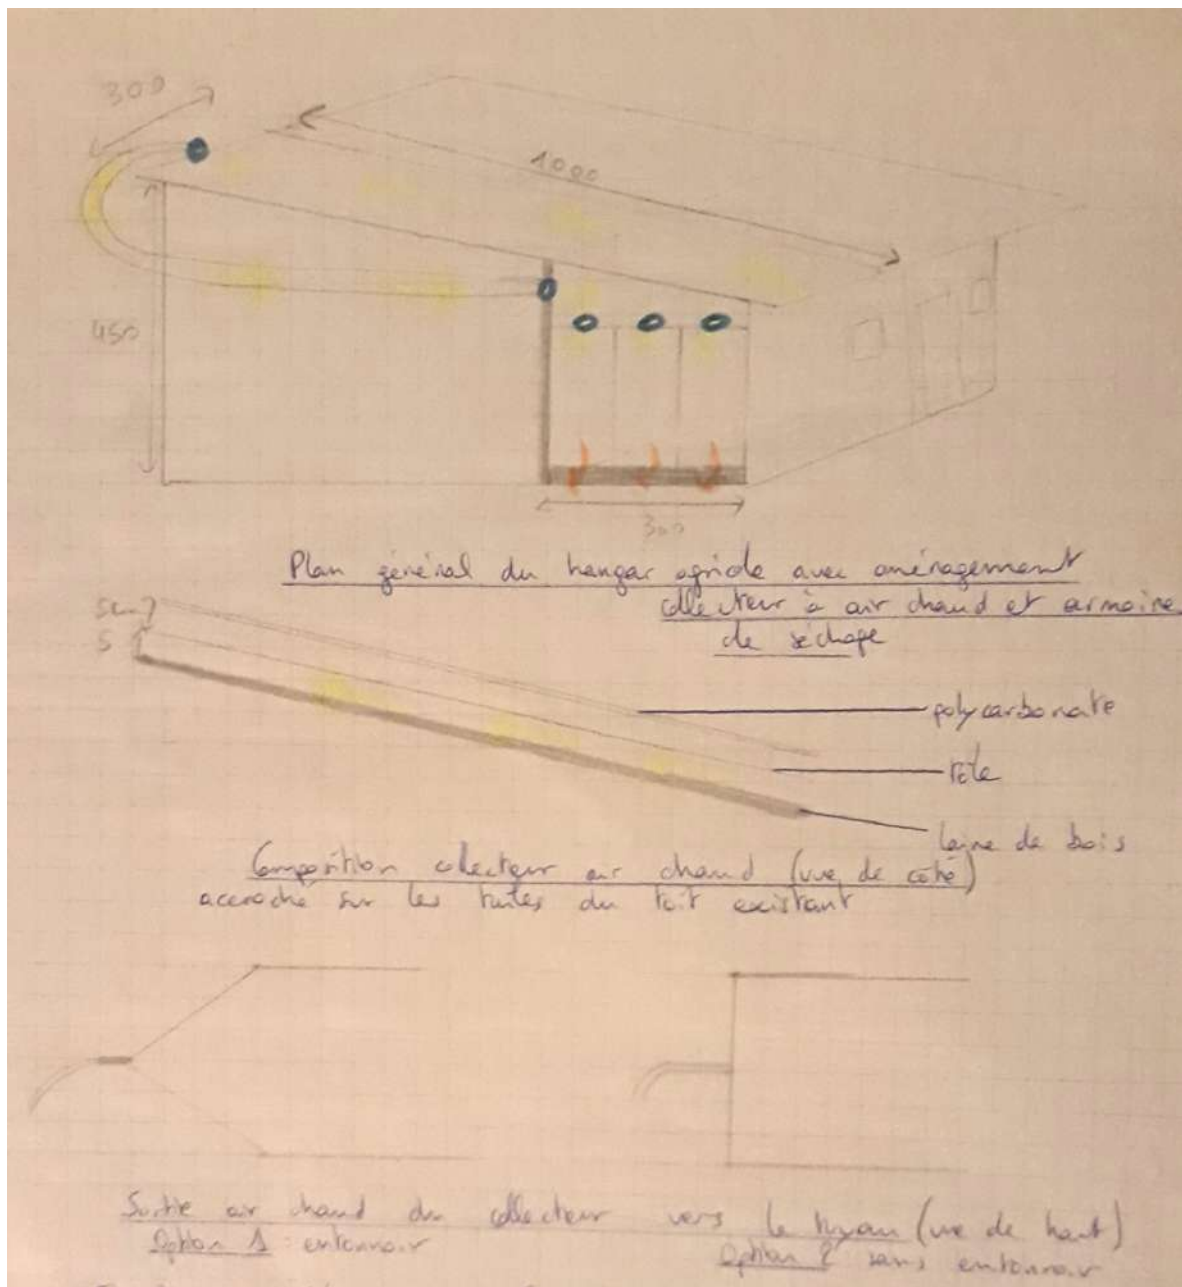 300
1000
450
300
Plan général du hangar agricole avec aménagement
collecteur à air chaud et armoire
de séchage
5cm
5
polycarbonate
tôle
laine de bois
Composition collecteur air chaud (vue de côté)
accroché sur les tuiles du toit existant
Sortie air chaud du collecteur vers le tuyau (vue de haut)
Option 1 : entonnoir
Option 2 sans entonnoir